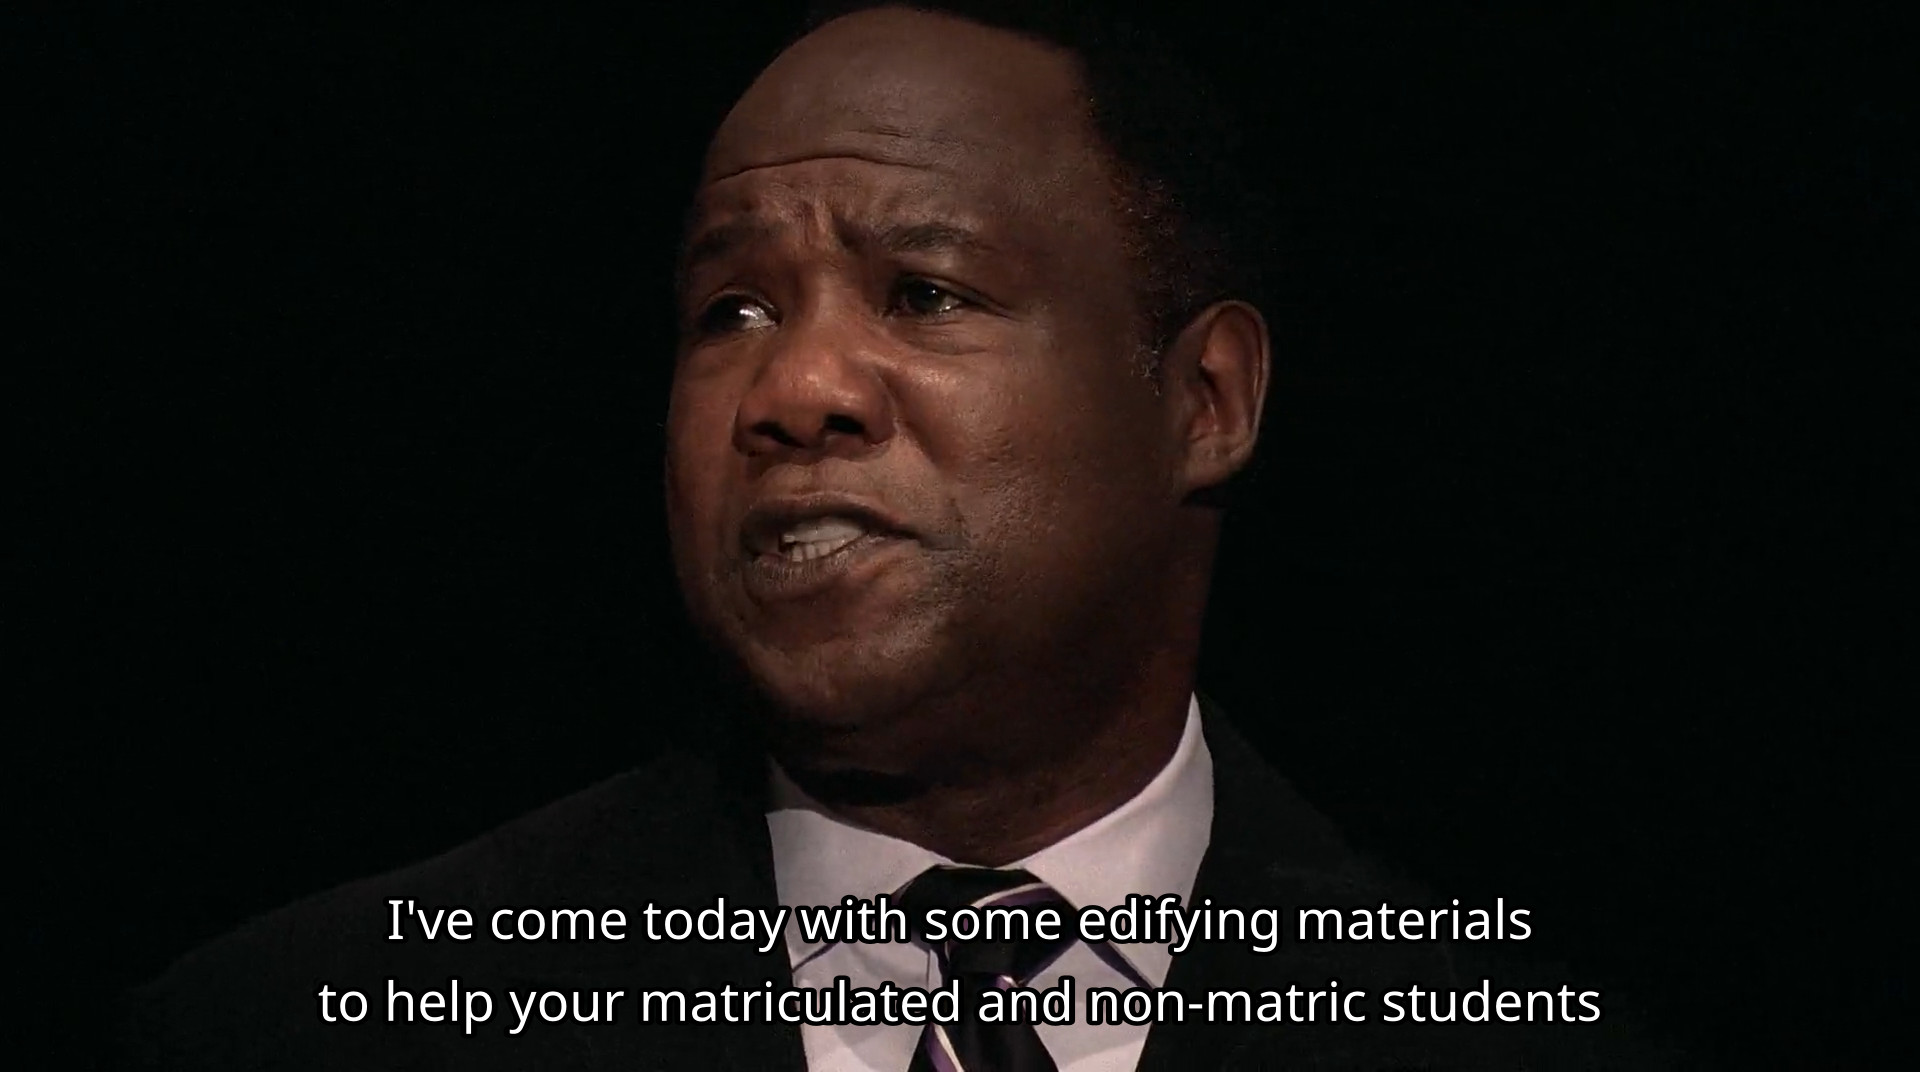 I've come today with some edifying materials
to help your matriculated and non-matric students